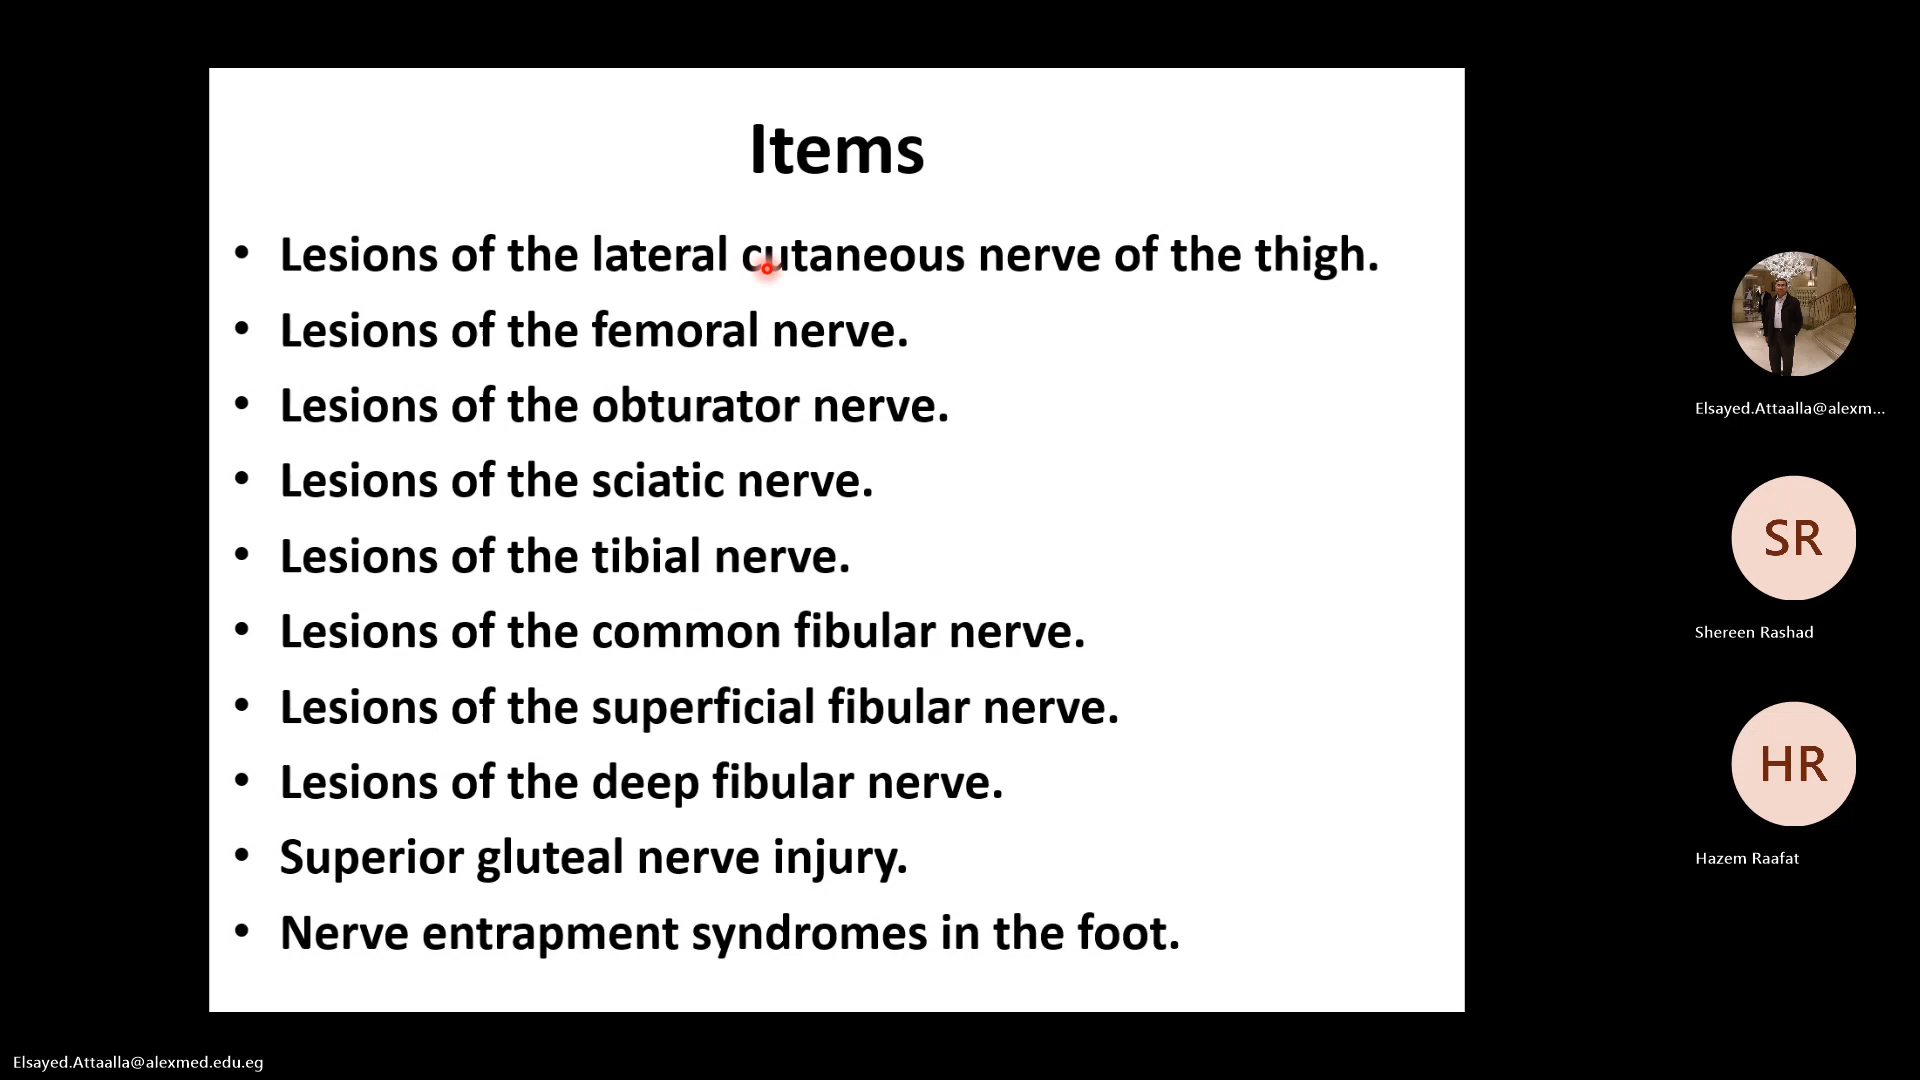 Items
• Lesions of the lateral cutaneous nerve of the thigh.
• Lesions of the femoral nerve.
• Lesions of the obturator nerve.
• Lesions of the sciatic nerve.
• Lesions of the tibial nerve.
• Lesions of the common fibular nerve.
• Lesions of the superficial fibular nerve.
• Lesions of the deep fibular nerve.
• Superior gluteal nerve injury.
• Nerve entrapment syndromes in the foot.
Elsayed.Attaalla@alexm...
SR
Shereen Rashad
HR
Hazem Raafat
Elsayed.Attaalla@alexmed.edu.eg